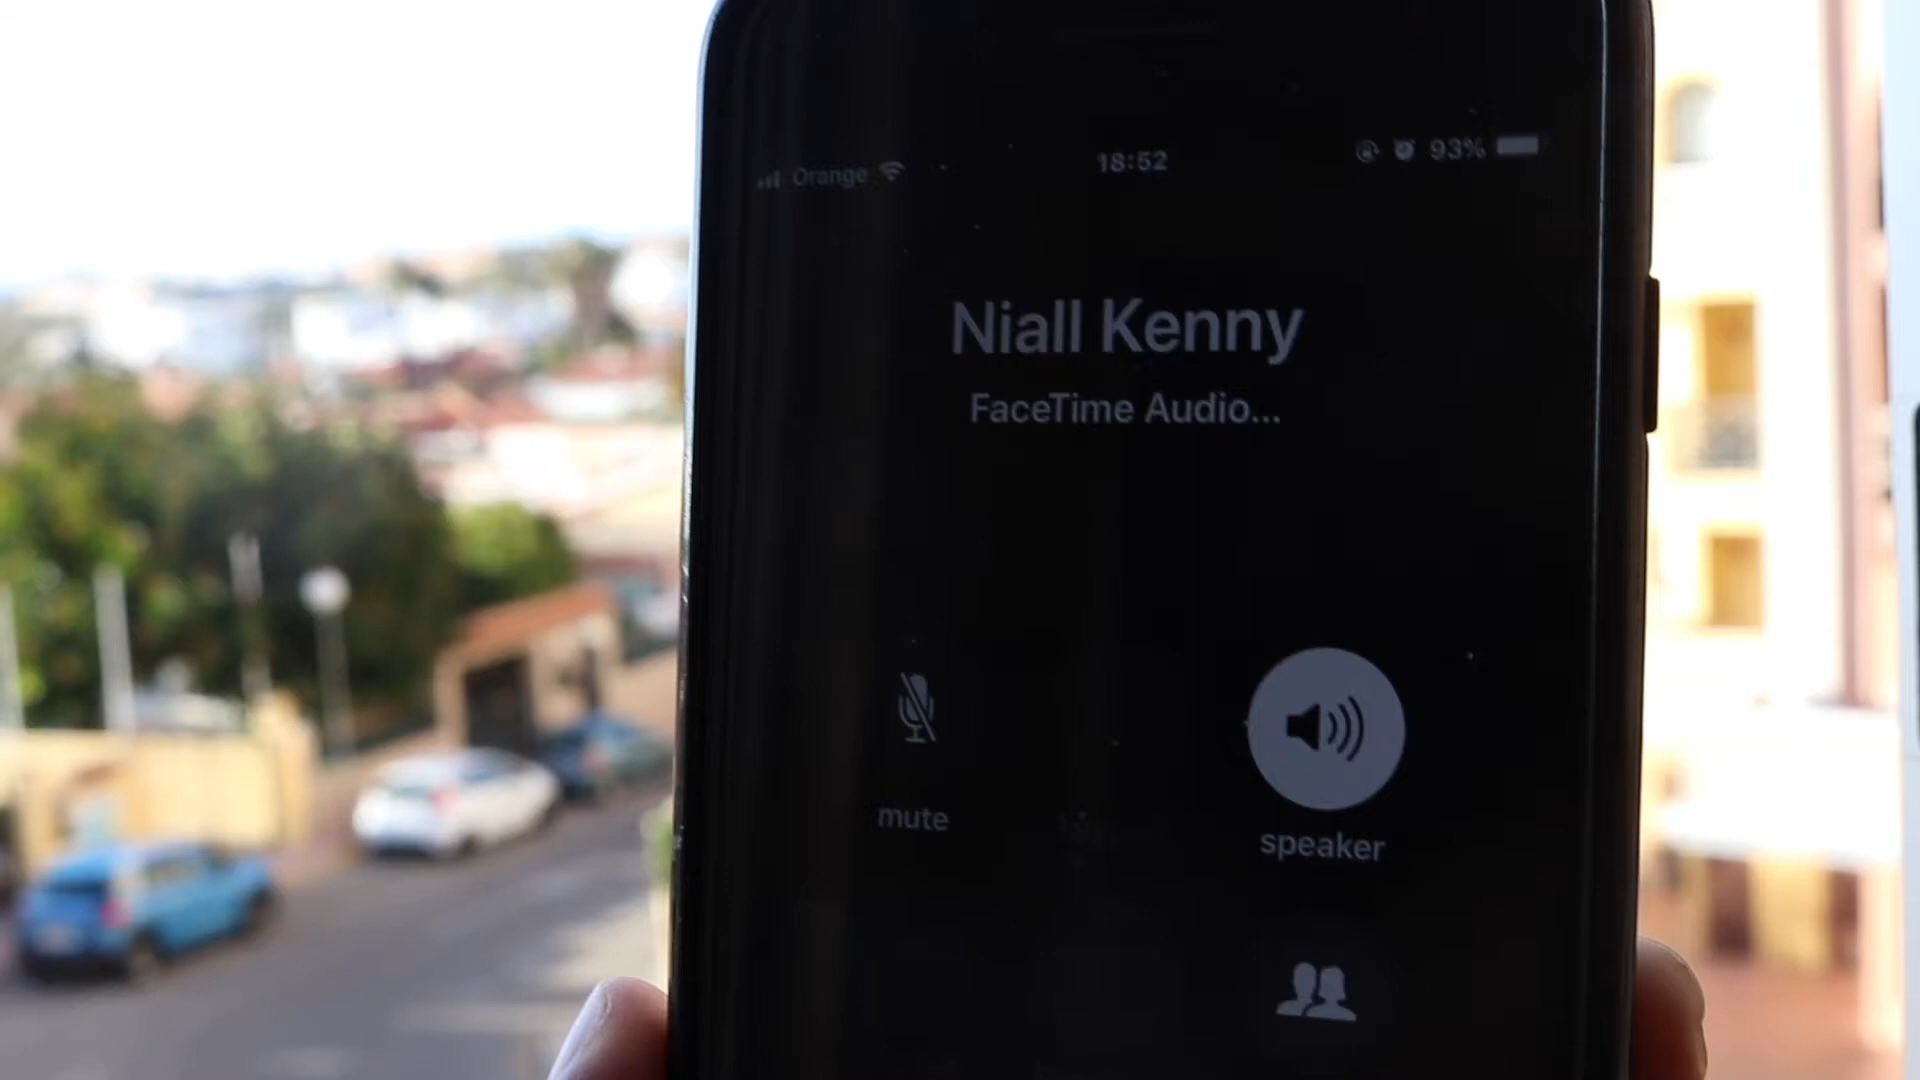 Orange 18:52 93%
Niall Kenny
FaceTime Audio...
mute speaker